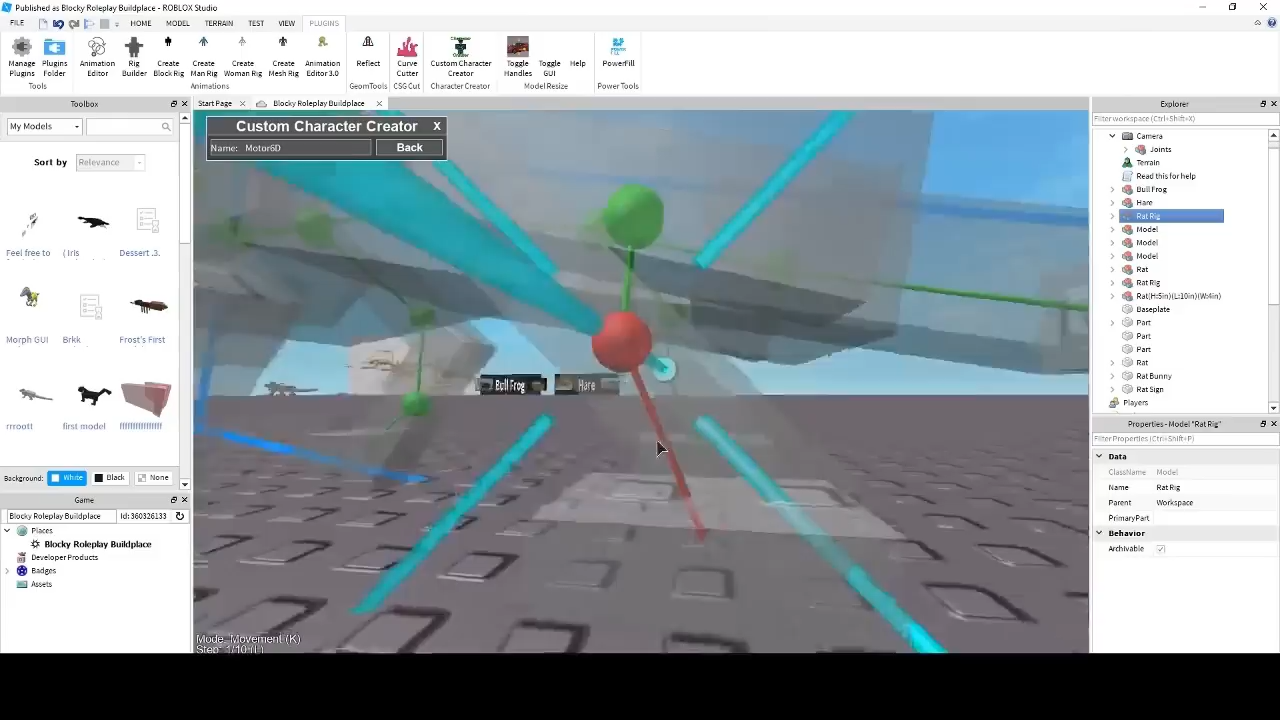 Published as Blocky Roleplay Buildplace - ROBLOX Studio
FILE HOME MODEL TERRAIN TEST VIEW PLUGINS
Manage Plugins
Plugins Folder
Animation Editor
Rig Builder
Create Block Rig
Create Man Rig
Create Woman Rig
Create Mesh Rig
Animation Editor 3.0
Reflect
Curve Cutter
Custom Character Creator
Toggle Handles
Toggle GUI
Help
PowerFill
Tools
Animations
GeomTools
CSG Cut
Character Creator
Model Resize
Power Tools
Toolbox
Start Page
Blocky Roleplay Buildplace
My Models
Sort by Relevance
Feel free to
( Iris
Dessert .3.
Morph GUI
Brkk
Frost's First
rrroott
first model
ffffffffffffffff
Background: White Black None
Game
Blocky Roleplay Buildplace Id: 360326133
Places
Blocky Roleplay Buildplace
Developer Products
Badges
Assets
Custom Character Creator X
Name: Motor6D
Back
Bull Frog
Hare
Mode: Movement (K)
Step: 1/10 (L)
Explorer
Filter workspace (Ctrl+Shift+X)
Camera
Joints
Terrain
Read this for help
Bull Frog
Hare
Rat Rig
Model
Model
Model
Rat
Rat Rig
Rat(H:5in)(L:10in)(W:4in)
Baseplate
Part
Part
Part
Rat
Rat Bunny
Rat Sign
Players
Properties - Model "Rat Rig"
Filter Properties (Ctrl+Shift+P)
Data
ClassName Model
Name Rat Rig
Parent Workspace
PrimaryPart
Behavior
Archivable